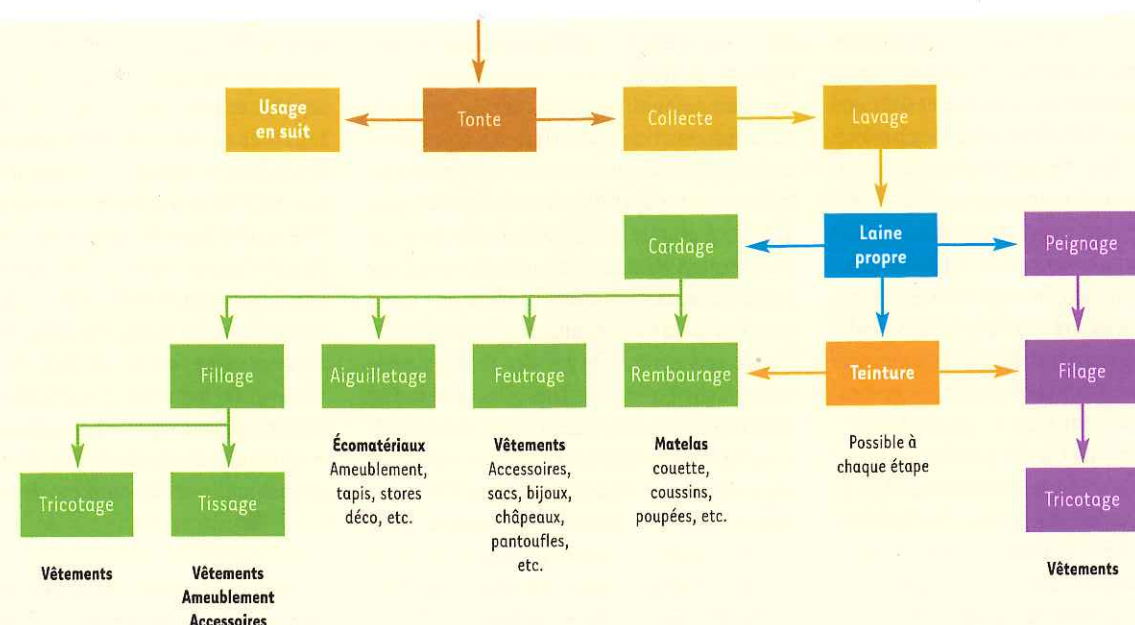 Usage
en suit
Tonte
Collecte
Lavage
Cardage
Laine
propre
Peignage
Fillage
Aiguilletage
Feutrage
Rembourage
Teinture
Filage
Écomatériaux
Ameublement,
tapis, stores
déco, etc.
Vêtements
Accessoires,
sacs, bijoux,
châpeaux,
pantoufles,
etc.
Matelas
couette,
coussins,
poupées, etc.
Possible à
chaque étape
Tricotage
Tissage
Tricotage
Vêtements
Vêtements
Ameublement
Accessoires
Vêtements